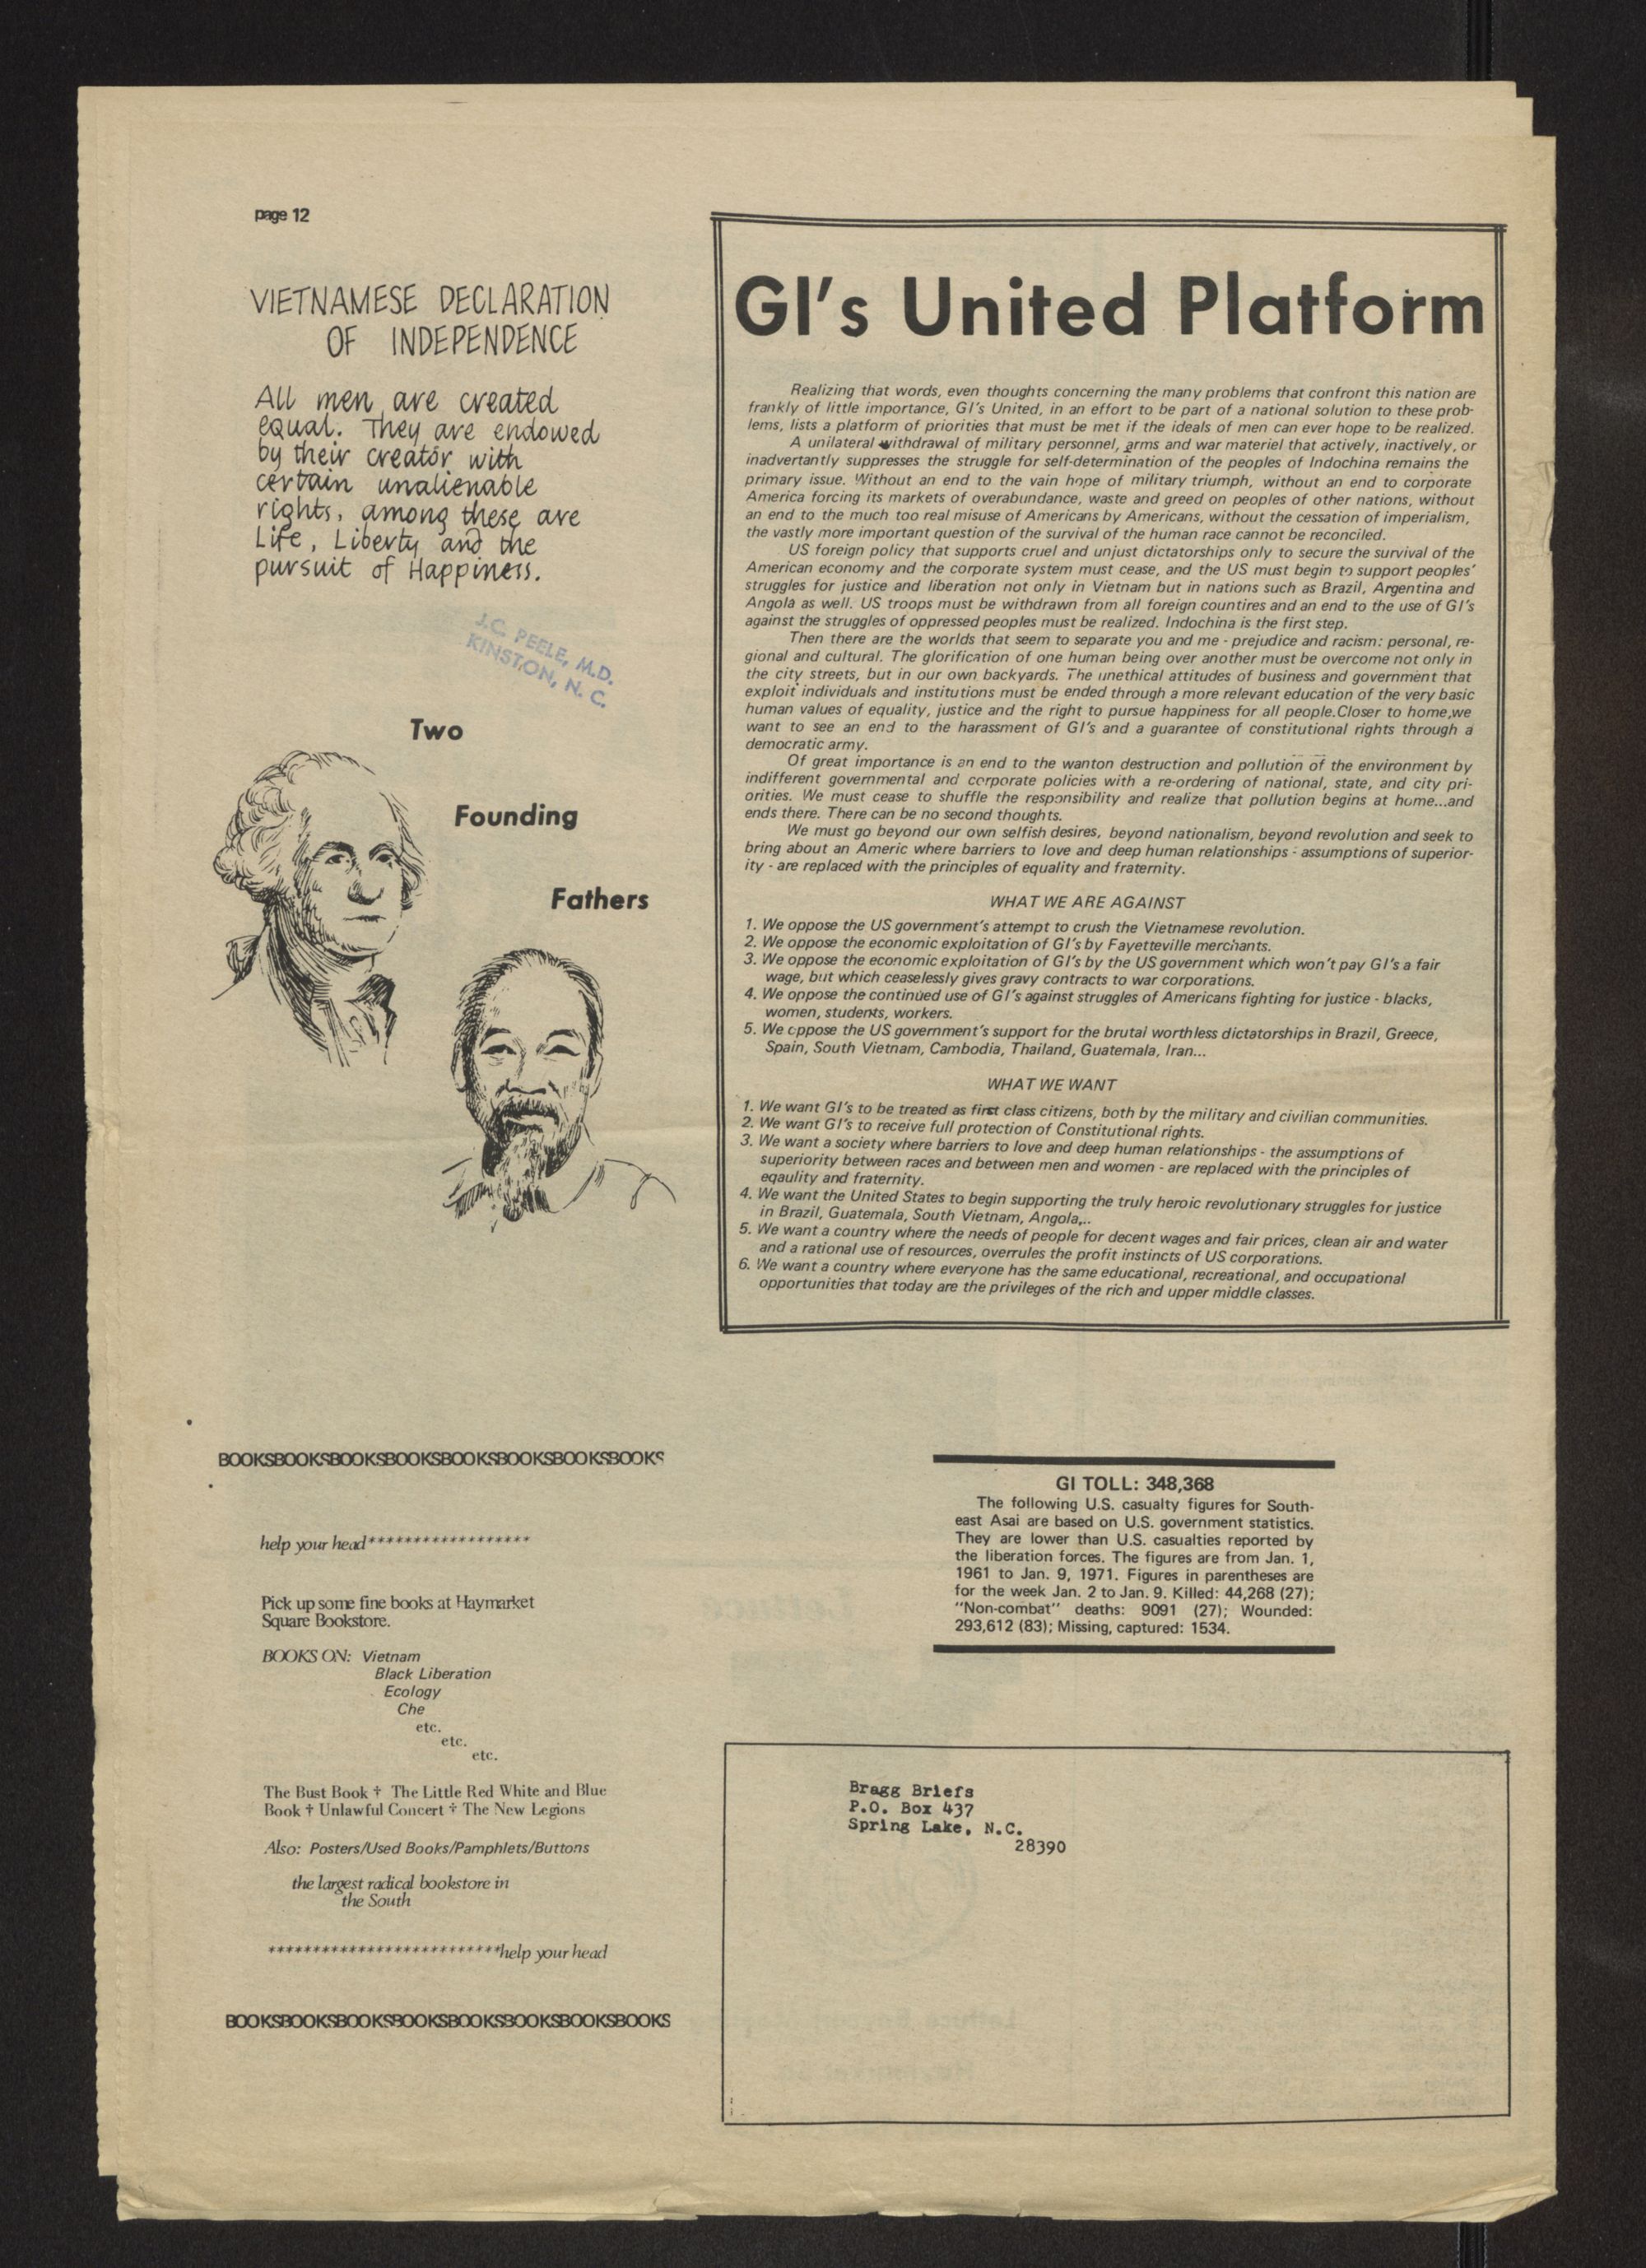 page 12
VIETNAMESE DECLARATION
OF INDEPENDENCE
All men are created
equal. They are endowed
by their creator with
certain unalienable
rights, among these are
Life, Liberty and the
pursuit of Happiness.
J.C. PEELE, M.D.
KINSTON, N. C.
Two
Founding
Fathers
GI's United Platform
Realizing that words, even thoughts concerning the many problems that confront this nation are
frankly of little importance, GI's United, in an effort to be part of a national solution to these prob-
lems, lists a platform of priorities that must be met if the ideals of men can ever hope to be realized.
A unilateral withdrawal of military personnel, arms and war materiel that actively, inactively, or
inadvertantly suppresses the struggle for self-determination of the peoples of Indochina remains the
primary issue. Without an end to the vain hope of military triumph, without an end to corporate
America forcing its markets of overabundance, waste and greed on peoples of other nations, without
an end to the much too real misuse of Americans by Americans, without the cessation of imperialism,
the vastly more important question of the survival of the human race cannot be reconciled.
US foreign policy that supports cruel and unjust dictatorships only to secure the survival of the
American economy and the corporate system must cease, and the US must begin to support peoples'
struggles for justice and liberation not only in Vietnam but in nations such as Brazil, Argentina and
Angola as well. US troops must be withdrawn from all foreign countires and an end to the use of GI's
against the struggles of oppressed peoples must be realized. Indochina is the first step.
Then there are the worlds that seem to separate you and me - prejudice and racism: personal, re-
gional and cultural. The glorification of one human being over another must be overcome not only in
the city streets, but in our own backyards. The unethical attitudes of business and government that
exploit individuals and institutions must be ended through a more relevant education of the very basic
human values of equality, justice and the right to pursue happiness for all people.Closer to home,we
want to see an end to the harassment of GI's and a guarantee of constitutional rights through a
democratic army.
Of great importance is an end to the wanton destruction and pollution of the environment by
indifferent governmental and corporate policies with a re-ordering of national, state, and city pri-
orities. We must cease to shuffle the responsibility and realize that pollution begins at home...and
ends there. There can be no second thoughts.
We must go beyond our own selfish desires, beyond nationalism, beyond revolution and seek to
bring about an Americ where barriers to love and deep human relationships - assumptions of superior-
ity - are replaced with the principles of equality and fraternity.
WHAT WE ARE AGAINST
1. We oppose the US government's attempt to crush the Vietnamese revolution.
2. We oppose the economic exploitation of GI's by Fayetteville merchants.
3. We oppose the economic exploitation of GI's by the US government which won't pay GI's a fair
wage, but which ceaselessly gives gravy contracts to war corporations.
4. We oppose the continued use of GI's against struggles of Americans fighting for justice - blacks,
women, students, workers.
5. We oppose the US government's support for the brutal worthless dictatorships in Brazil, Greece,
Spain, South Vietnam, Cambodia, Thailand, Guatemala, Iran...
WHAT WE WANT
1. We want GI's to be treated as first class citizens, both by the military and civilian communities.
2. We want GI's to receive full protection of Constitutional rights.
3. We want a society where barriers to love and deep human relationships - the assumptions of
superiority between races and between men and women - are replaced with the principles of
eqaulity and fraternity.
4. We want the United States to begin supporting the truly heroic revolutionary struggles for justice
in Brazil, Guatemala, South Vietnam, Angola,..
5. We want a country where the needs of people for decent wages and fair prices, clean air and water
and a rational use of resources, overrules the profit instincts of US corporations.
6. We want a country where everyone has the same educational, recreational, and occupational
opportunities that today are the privileges of the rich and upper middle classes.
BOOKSBOOKSBOOKSBOOKSBOOKSBOOKSBOOKSBOOKS
help your head******************
Pick up some fine books at Haymarket
Square Bookstore.
BOOKS ON: Vietnam
Black Liberation
Ecology
Che
etc.
etc.
etc.
The Bust Book † The Little Red White and Blue
Book † Unlawful Concert † The New Legions
Also: Posters/Used Books/Pamphlets/Buttons
the largest radical bookstore in
the South
**************************help your head
BOOKSBOOKSBOOKSBOOKSBOOKSBOOKSBOOKSBOOKS
GI TOLL: 348,368
The following U.S. casualty figures for South-
east Asai are based on U.S. government statistics.
They are lower than U.S. casualties reported by
the liberation forces. The figures are from Jan. 1,
1961 to Jan. 9, 1971. Figures in parentheses are
for the week Jan. 2 to Jan. 9. Killed: 44,268 (27);
"Non-combat" deaths: 9091 (27); Wounded:
293,612 (83); Missing, captured: 1534.
Bragg Briefs
P.O. Box 437
Spring Lake, N.C.
28390